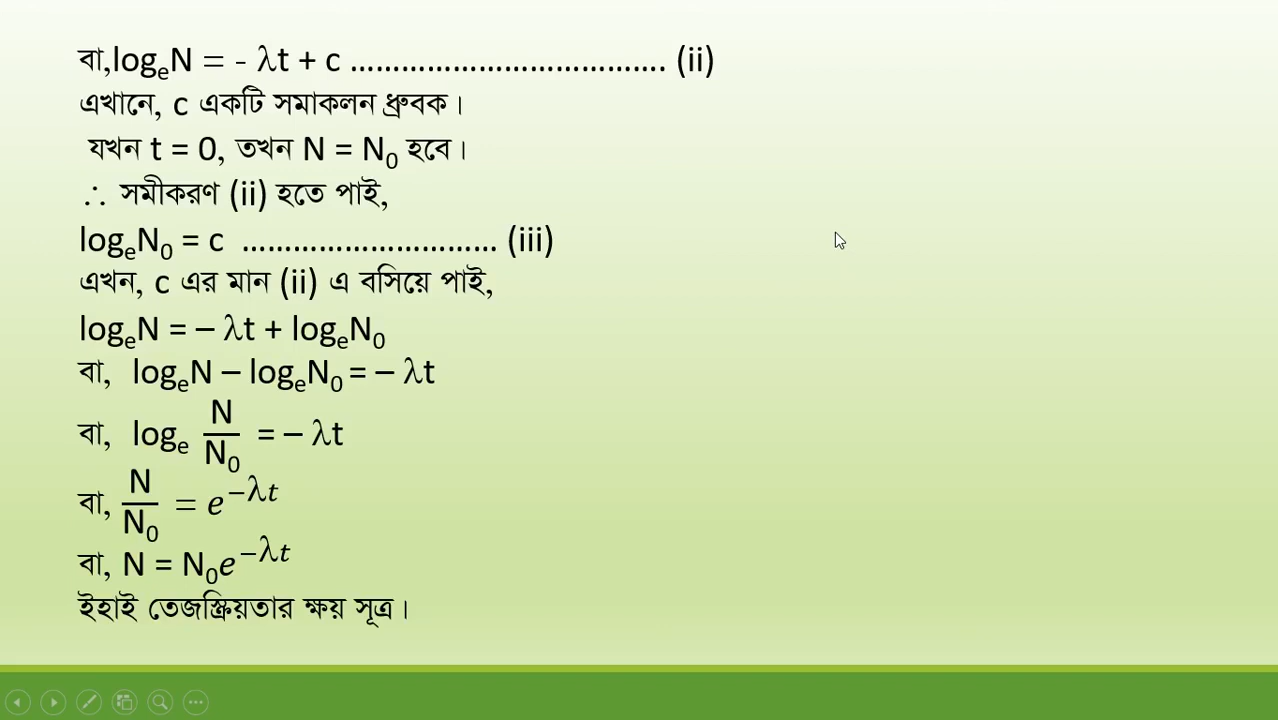 বা,logₑN = - λt + c ………………………………. (ii)
এখানে, c একটি সমাকলন ধ্রুবক।
যখন t = 0, তখন N = N₀ হবে।
∴ সমীকরণ (ii) হতে পাই,
logₑN₀ = c ………………………… (iii)
এখন, c এর মান (ii) এ বসিয়ে পাই,
logₑN = – λt + logₑN₀
বা, logₑN – logₑN₀ = – λt
বা, logₑ N/N₀ = – λt
বা, N/N₀ = e^(–λt)
বা, N = N₀e^(–λt)
ইহাই তেজস্ক্রিয়তার ক্ষয় সূত্র।